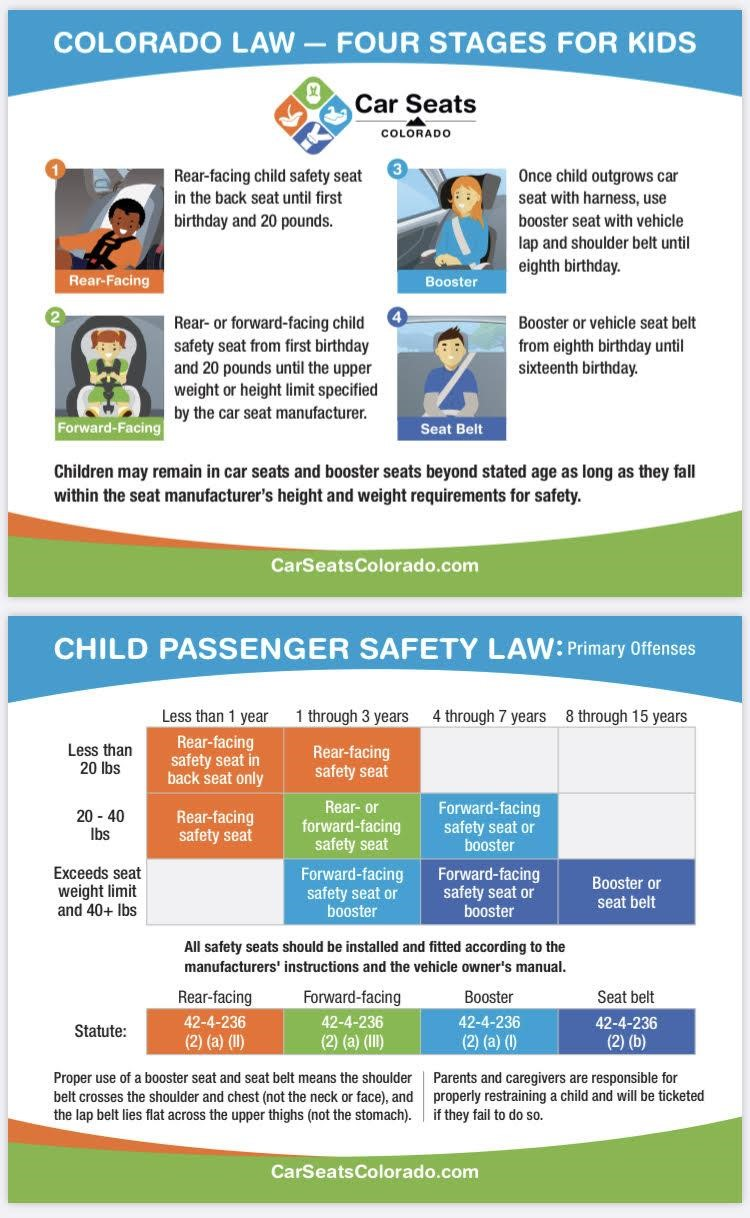 COLORADO LAW — FOUR STAGES FOR KIDS
Car Seats
COLORADO
1
Rear-Facing
Rear-facing child safety seat
in the back seat until first
birthday and 20 pounds.
2
Forward-Facing
Rear- or forward-facing child
safety seat from first birthday
and 20 pounds until the upper
weight or height limit specified
by the car seat manufacturer.
3
Booster
Once child outgrows car
seat with harness, use
booster seat with vehicle
lap and shoulder belt until
eighth birthday.
4
Seat Belt
Booster or vehicle seat belt
from eighth birthday until
sixteenth birthday.
Children may remain in car seats and booster seats beyond stated age as long as they fall
within the seat manufacturer's height and weight requirements for safety.
CarSeatsColorado.com
CHILD PASSENGER SAFETY LAW: Primary Offenses
Less than 1 year 1 through 3 years 4 through 7 years 8 through 15 years
Less than
20 lbs
Rear-facing
safety seat in
back seat only
Rear-facing
safety seat
20 - 40
lbs
Rear-facing
safety seat
Rear- or
forward-facing
safety seat
Forward-facing
safety seat or
booster
Exceeds seat
weight limit
and 40+ lbs
Forward-facing
safety seat or
booster
Forward-facing
safety seat or
booster
Booster or
seat belt
All safety seats should be installed and fitted according to the
manufacturers' instructions and the vehicle owner's manual.
Rear-facing Forward-facing Booster Seat belt
Statute:
42-4-236
(2) (a) (II)
42-4-236
(2) (a) (III)
42-4-236
(2) (a) (I)
42-4-236
(2) (b)
Proper use of a booster seat and seat belt means the shoulder
belt crosses the shoulder and chest (not the neck or face), and
the lap belt lies flat across the upper thighs (not the stomach).
Parents and caregivers are responsible for
properly restraining a child and will be ticketed
if they fail to do so.
CarSeatsColorado.com